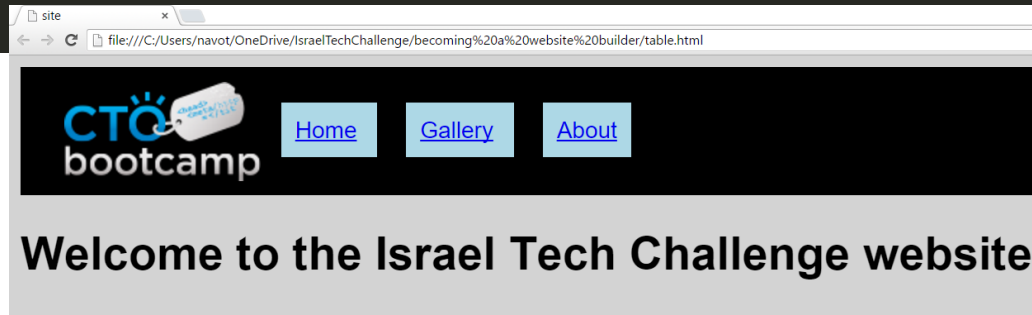 site
file:///C:/Users/navot/OneDrive/IsraelTechChallenge/becoming%20a%20website%20builder/table.html
CTO
bootcamp
Home Gallery About
Welcome to the Israel Tech Challenge website